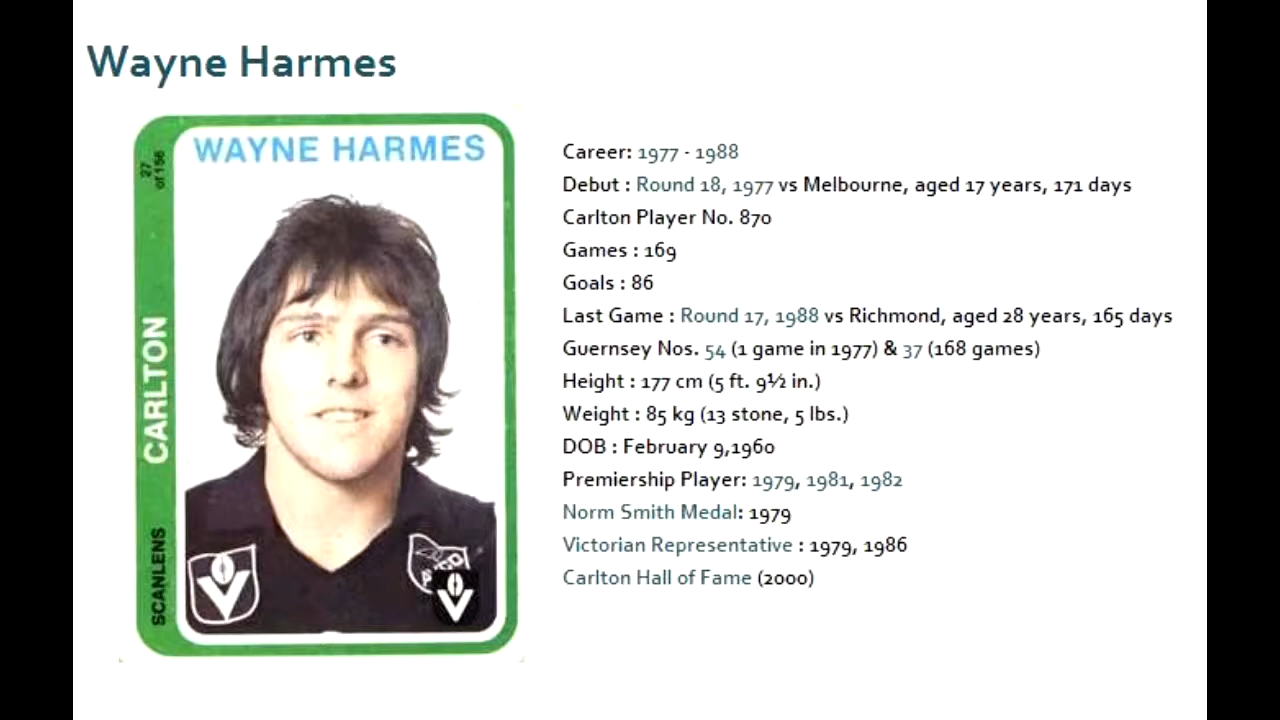 Wayne Harmes
WAYNE HARMES
27
of 156
CARLTON
SCANLENS
Career: 1977 - 1988
Debut : Round 18, 1977 vs Melbourne, aged 17 years, 171 days
Carlton Player No. 870
Games : 169
Goals : 86
Last Game : Round 17, 1988 vs Richmond, aged 28 years, 165 days
Guernsey Nos. 54 (1 game in 1977) & 37 (168 games)
Height : 177 cm (5 ft. 9½ in.)
Weight : 85 kg (13 stone, 5 lbs.)
DOB : February 9,1960
Premiership Player: 1979, 1981, 1982
Norm Smith Medal: 1979
Victorian Representative : 1979, 1986
Carlton Hall of Fame (2000)